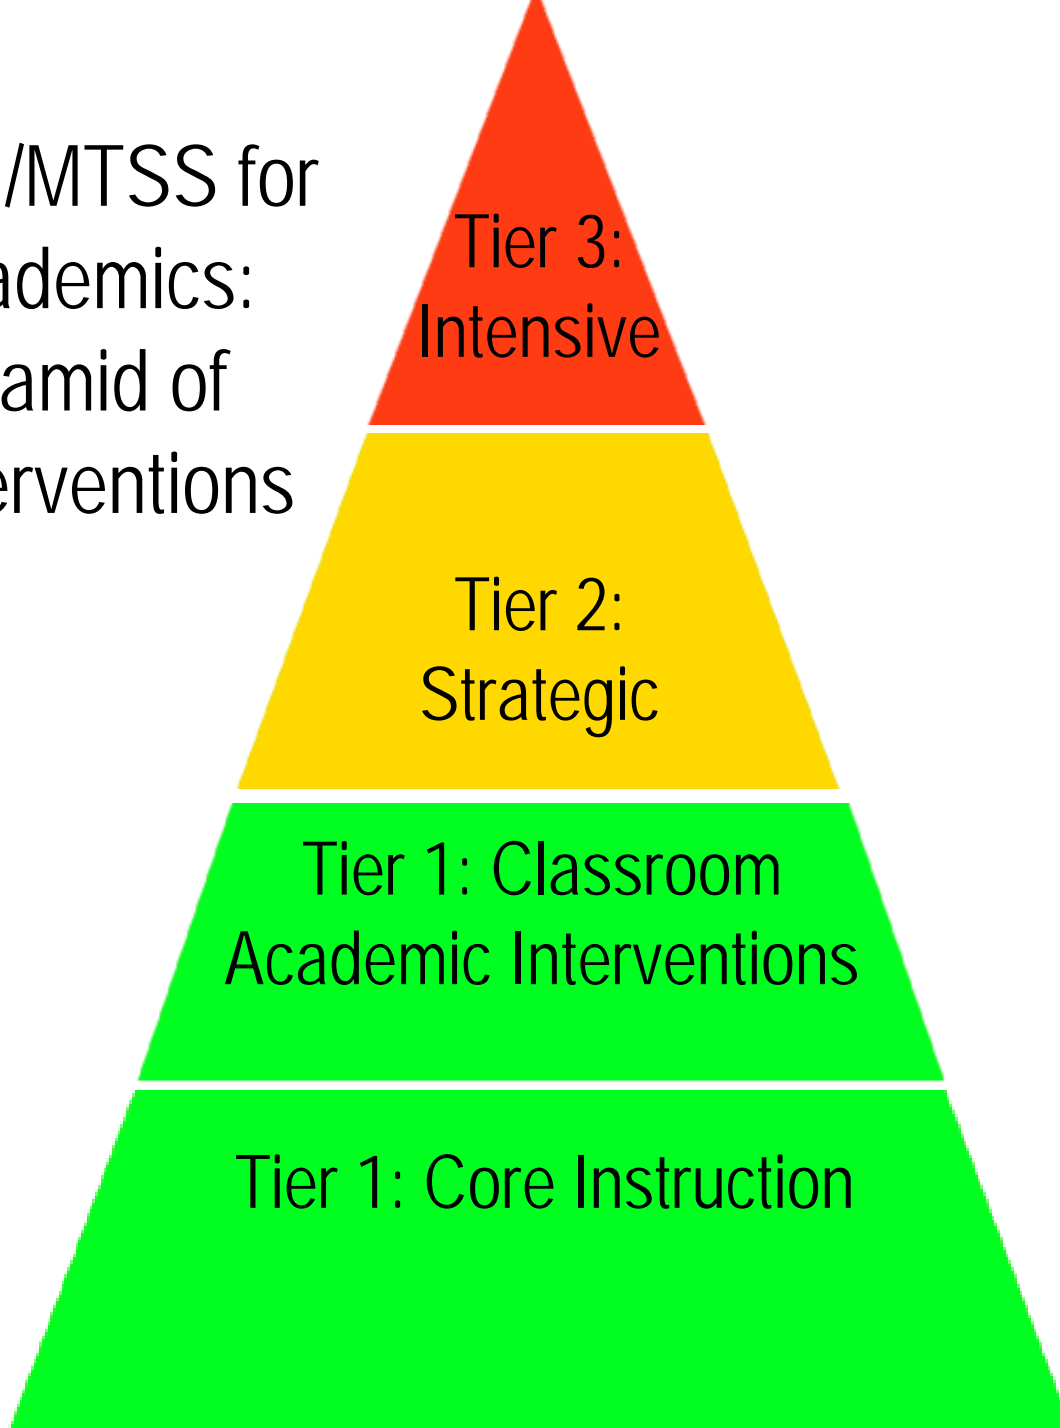 /MTSS for
ademics:
amid of
erventions
Tier 3:
Intensive
Tier 2:
Strategic
Tier 1: Classroom
Academic Interventions
Tier 1: Core Instruction